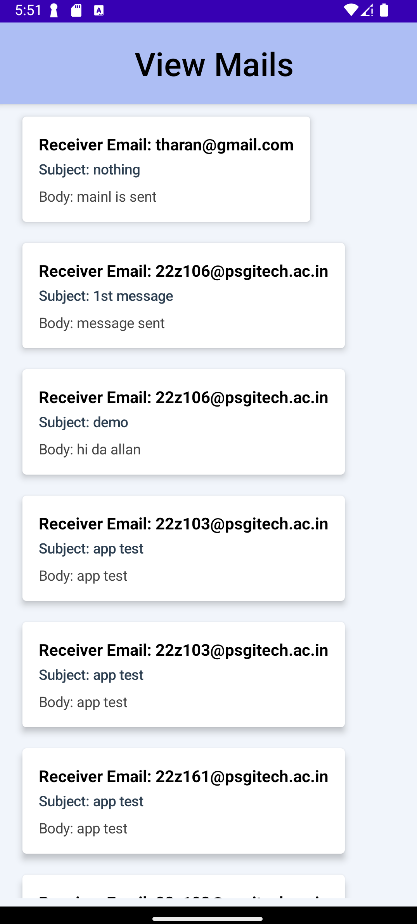 5:51
View Mails
Receiver Email: tharan@gmail.com
Subject: nothing
Body: mainl is sent
Receiver Email: 22z106@psgitech.ac.in
Subject: 1st message
Body: message sent
Receiver Email: 22z106@psgitech.ac.in
Subject: demo
Body: hi da allan
Receiver Email: 22z103@psgitech.ac.in
Subject: app test
Body: app test
Receiver Email: 22z103@psgitech.ac.in
Subject: app test
Body: app test
Receiver Email: 22z161@psgitech.ac.in
Subject: app test
Body: app test